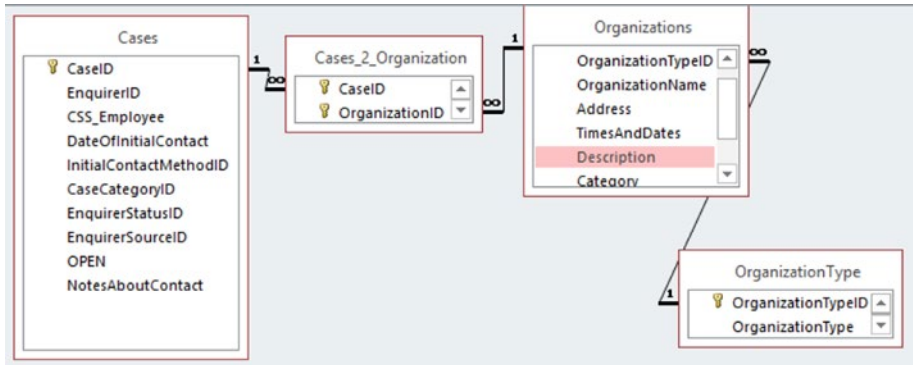 Cases
CaseID
EnquirerID
CSS_Employee
DateOfInitialContact
InitialContactMethodID
CaseCategoryID
EnquirerStatusID
EnquirerSourceID
OPEN
NotesAboutContact
1
∞
Cases_2_Organization
CaseID
OrganizationID
∞
1
Organizations
OrganizationTypeID
OrganizationName
Address
TimesAndDates
Description
Category
∞
1
OrganizationType
OrganizationTypeID
OrganizationType